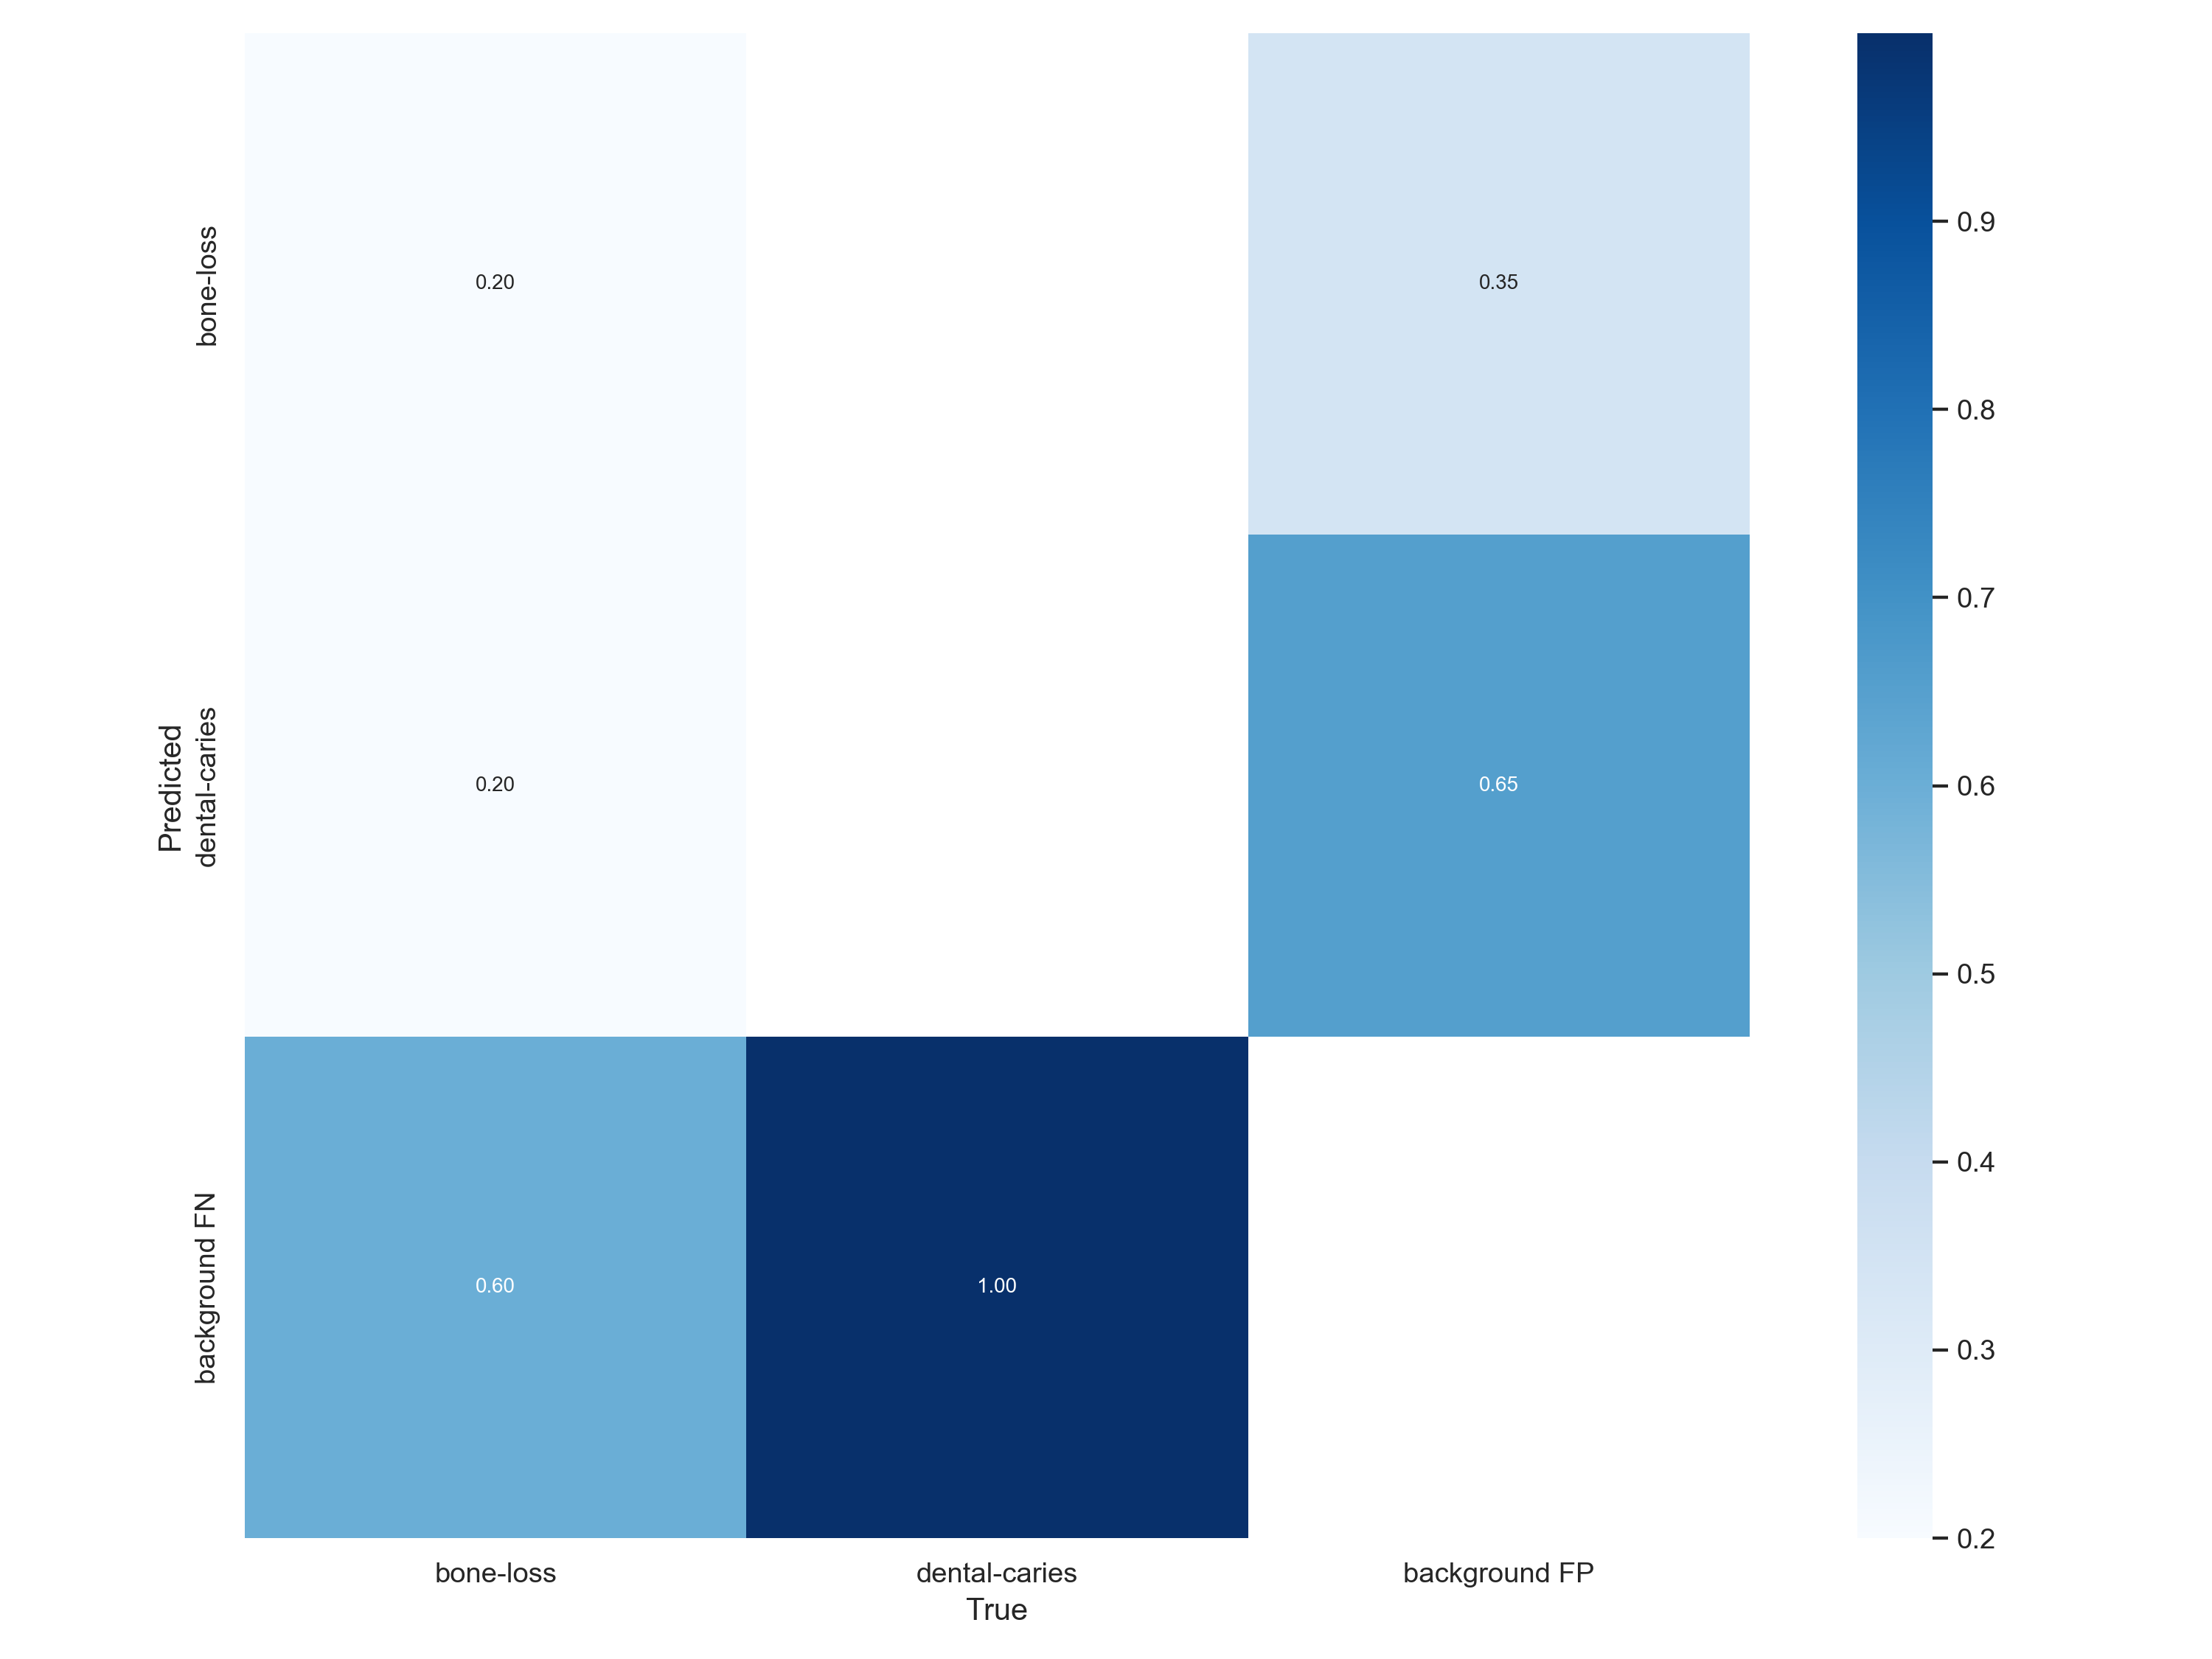 bone-loss
0.20
0.35
Predicted
dental-caries
0.20
0.65
background FN
0.60
1.00
bone-loss
dental-caries
background FP
True
0.9
0.8
0.7
0.6
0.5
0.4
0.3
0.2